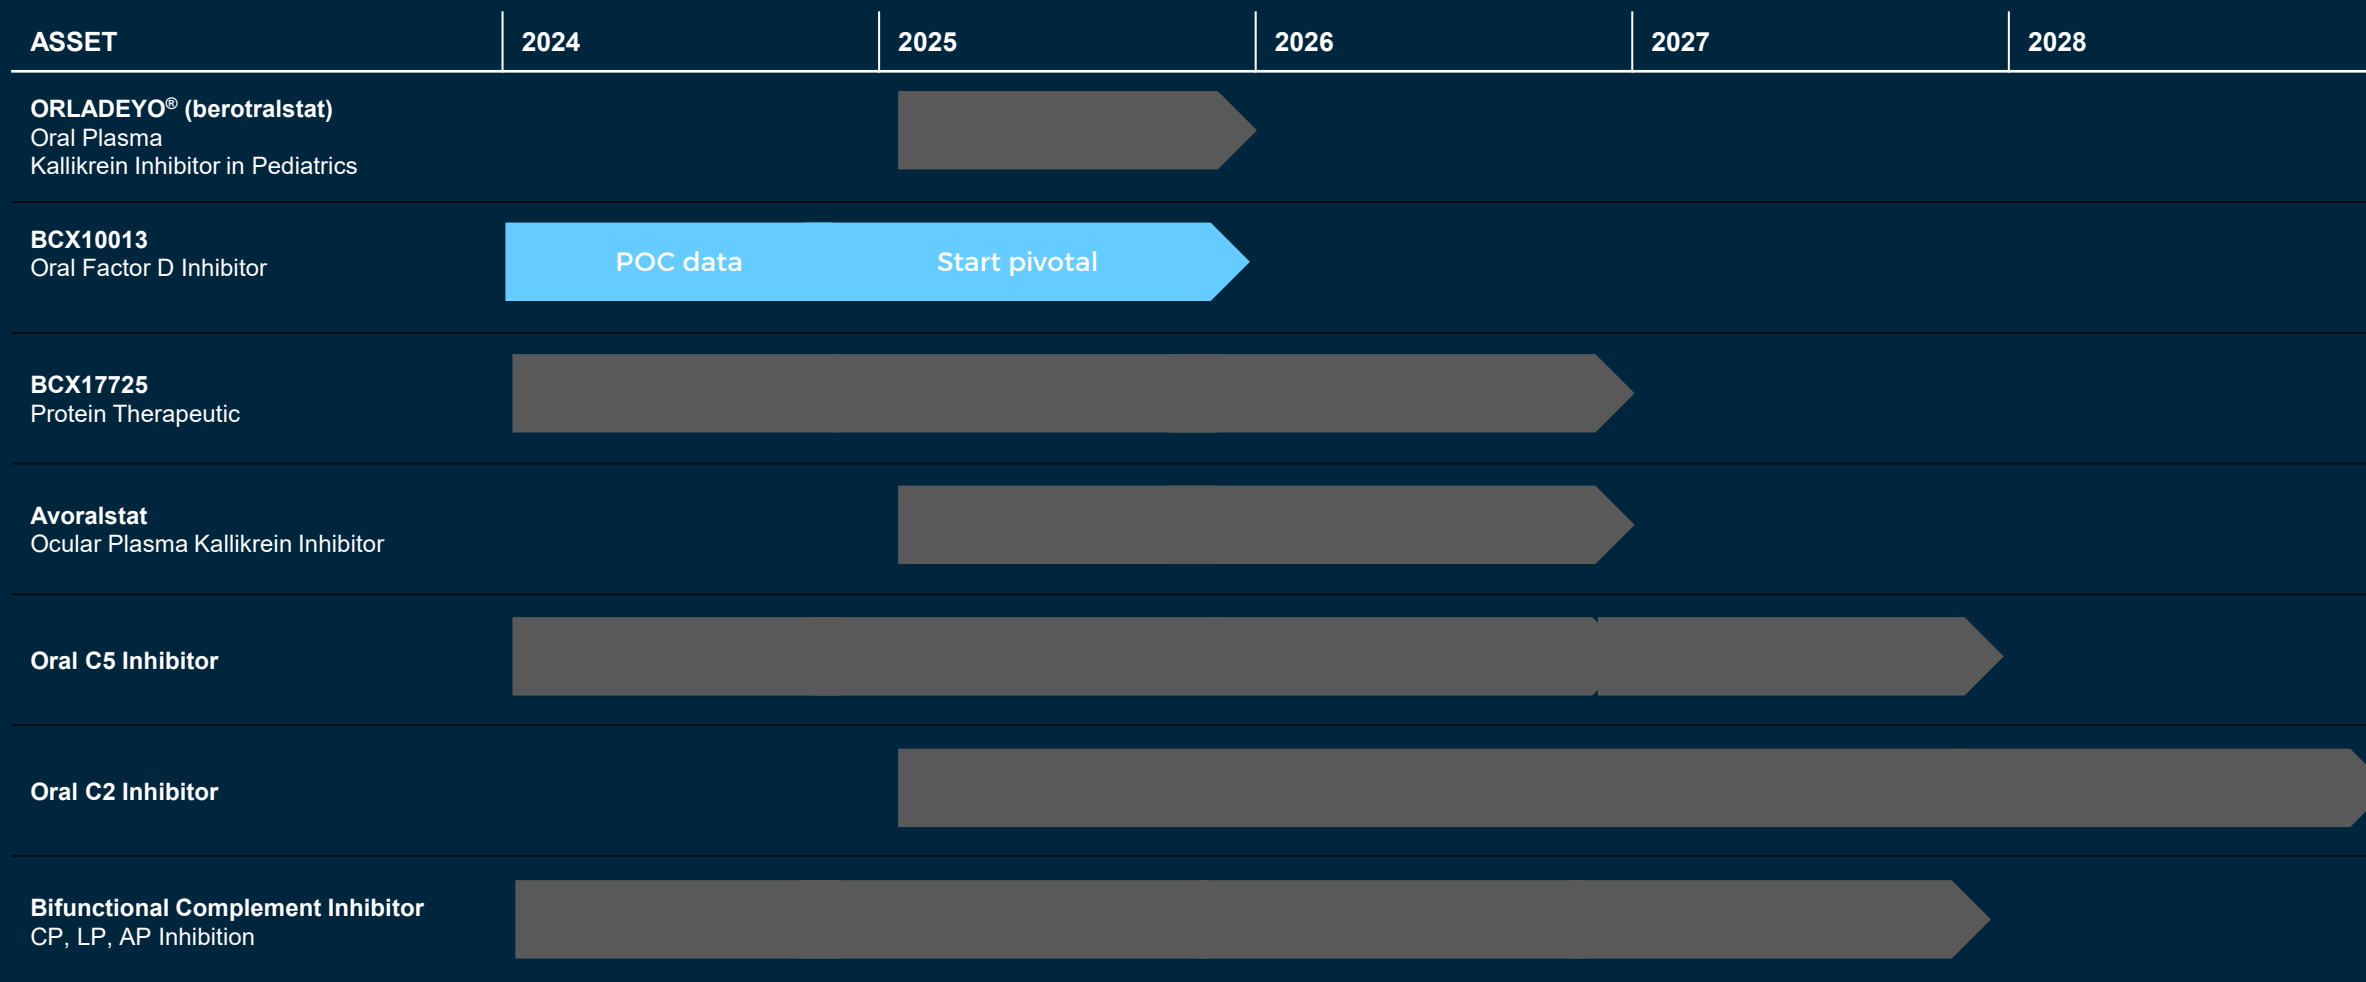 ASSET 2024 2025 2026 2027 2028
ORLADEYO® (berotralstat)
Oral Plasma
Kallikrein Inhibitor in Pediatrics
BCX10013
Oral Factor D Inhibitor
POC data Start pivotal
BCX17725
Protein Therapeutic
Avoralstat
Ocular Plasma Kallikrein Inhibitor
Oral C5 Inhibitor
Oral C2 Inhibitor
Bifunctional Complement Inhibitor
CP, LP, AP Inhibition